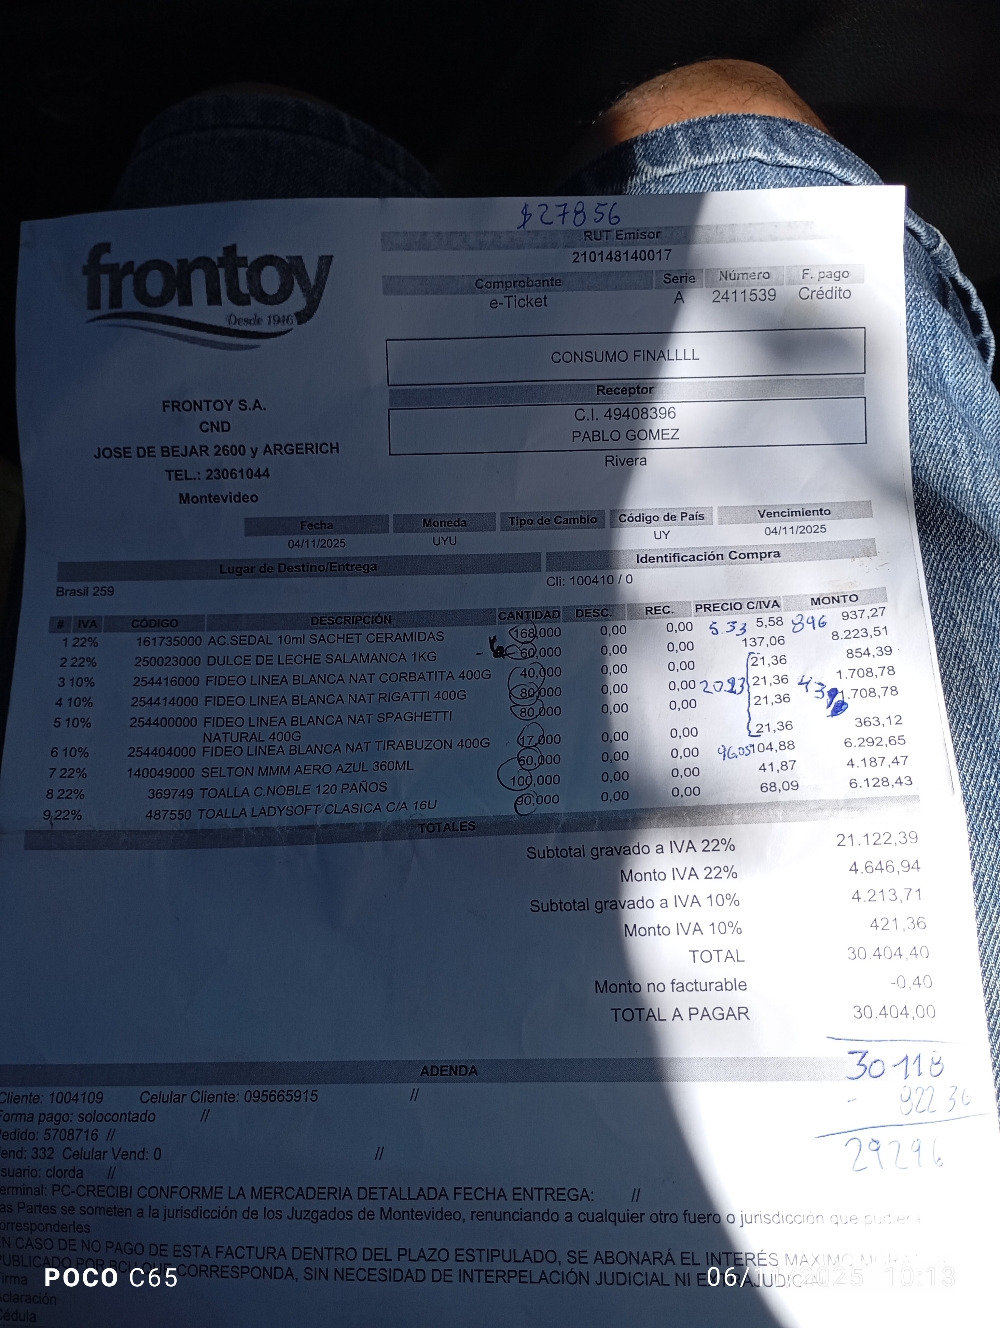 $27856
RUT Emisor
210148140017
frontoy
Desde 1946
Comprobante Serie Número F. pago
e-Ticket A 2411539 Crédito
CONSUMO FINALLLL
Receptor
C.I. 49408396
PABLO GOMEZ
Rivera
FRONTOY S.A.
CND
JOSE DE BEJAR 2600 y ARGERICH
TEL.: 23061044
Montevideo
Fecha Moneda Tipo de Cambio Código de País Vencimiento
04/11/2025 UYU UY 04/11/2025
Lugar de Destino/Entrega Identificación Compra
Brasil 259 Cli: 100410 / 0
# IVA CÓDIGO DESCRIPCIÓN CANTIDAD DESC. REC. PRECIO C/IVA MONTO
1 22% 161735000 AC.SEDAL 10ml SACHET CERAMIDAS 168,000 0,00 0,00 5.33 5,58 896 937,27
2 22% 250023000 DULCE DE LECHE SALAMANCA 1KG 60,000 0,00 0,00 137,06 8.223,51
3 10% 254416000 FIDEO LINEA BLANCA NAT CORBATITA 400G 40,000 0,00 0,00 21,36 854,39
4 10% 254414000 FIDEO LINEA BLANCA NAT RIGATTI 400G 80,000 0,00 0,00 21,36 1.708,78
5 10% 254400000 FIDEO LINEA BLANCA NAT SPAGHETTI 80,000 0,00 0,00 21,36 1.708,78
NATURAL 400G
6 10% 254404000 FIDEO LINEA BLANCA NAT TIRABUZON 400G 17,000 0,00 0,00 21,36 363,12
7 22% 140049000 SELTON MMM AERO AZUL 360ML 60,000 0,00 0,00 104,88 6.292,65
8 22% 369749 TOALLA C.NOBLE 120 PAÑOS 100,000 0,00 0,00 41,87 4.187,47
9 22% 487550 TOALLA LADYSOFT CLASICA C/A 16U 90,000 0,00 0,00 68,09 6.128,43
TOTALES
Subtotal gravado a IVA 22% 21.122,39
Monto IVA 22% 4.646,94
Subtotal gravado a IVA 10% 4.213,71
Monto IVA 10% 421,36
TOTAL 30.404,40
Monto no facturable -0,40
TOTAL A PAGAR 30.404,00
30118
- 822 36
29296
ADENDA
Cliente: 1004109 Celular Cliente: 095665915 //
Forma pago: solocontado //
Pedido: 5708716 //
Vend: 332 Celular Vend: 0 //
Usuario: clorda //
Terminal: PC-CRECIBI CONFORME LA MERCADERIA DETALLADA FECHA ENTREGA: //
Las Partes se someten a la jurisdicción de los Juzgados de Montevideo, renunciando a cualquier otro fuero o jurisdicción que
corresponderles
EN CASO DE NO PAGO DE ESTA FACTURA DENTRO DEL PLAZO ESTIPULADO, SE ABONARÁ EL INTERÉS MAXIMO
PUBLICADO POR BCU QUE CORRESPONDA, SIN NECESIDAD DE INTERPELACIÓN JUDICIAL NI
Firma
Aclaración
Cédula
POCO C65